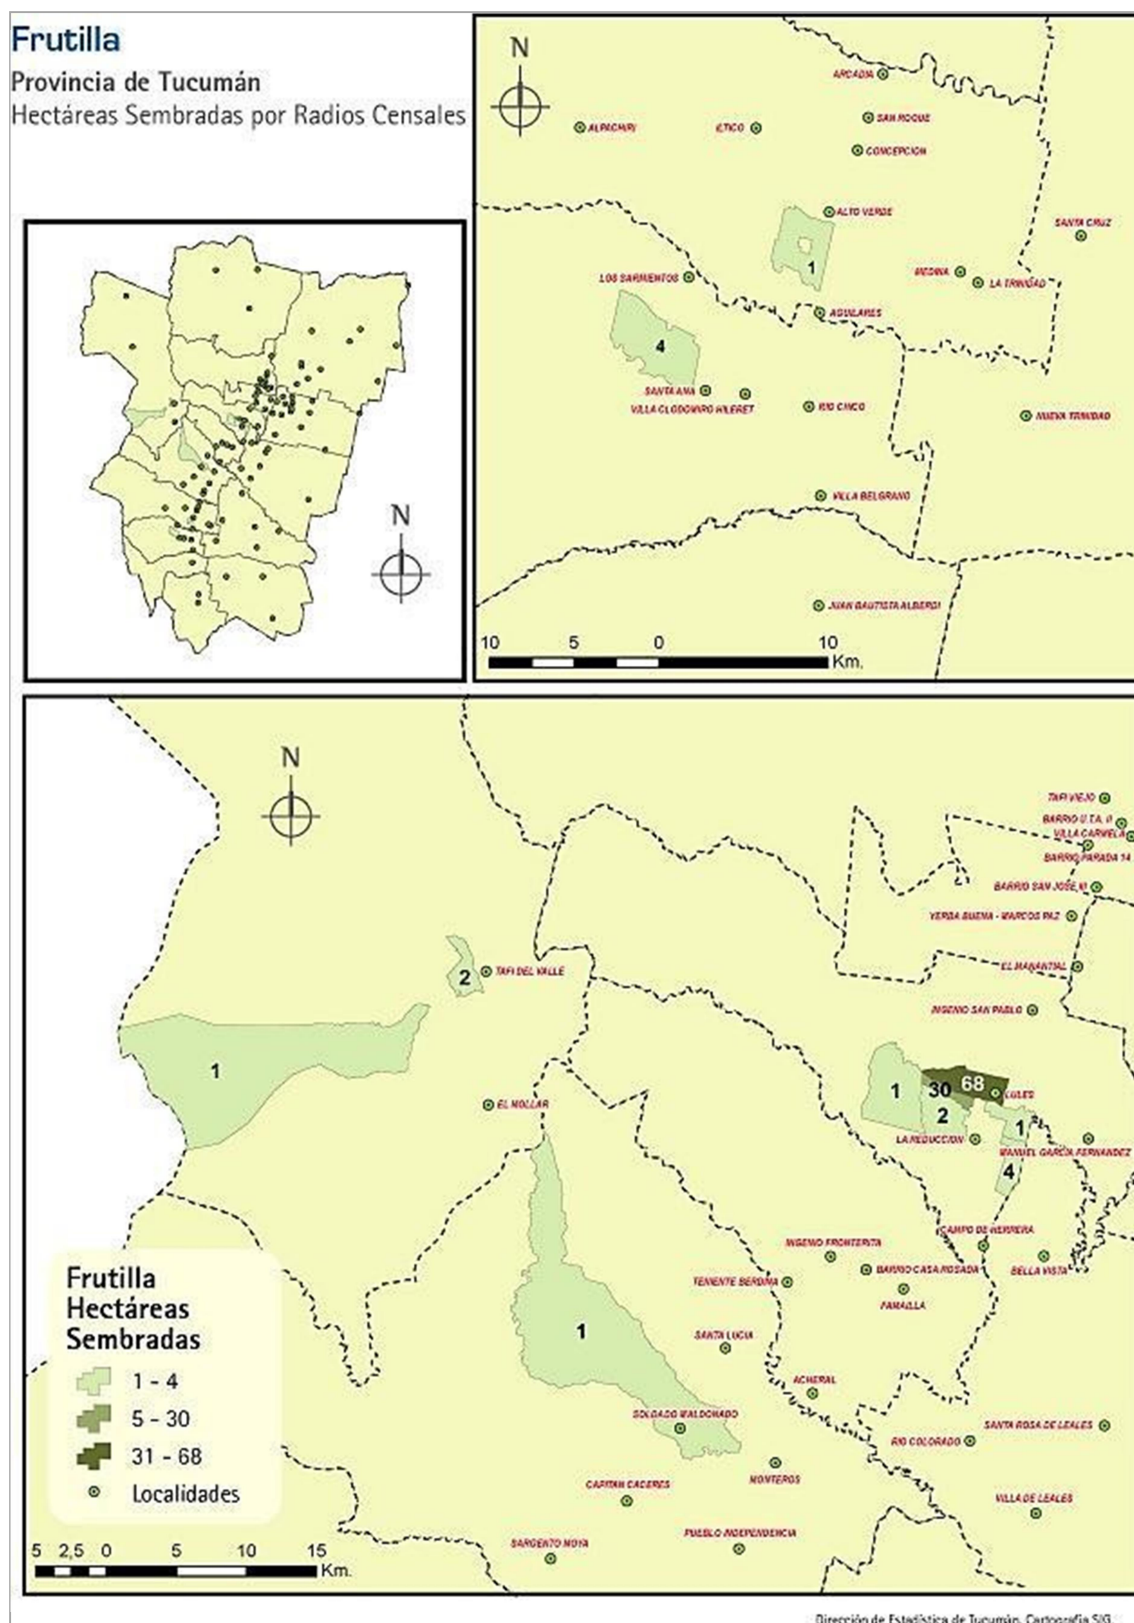 Frutilla
Provincia de Tucumán
Hectáreas Sembradas por Radios Censales
N
N
ARCADIA
ALPACHIRI
ILTICO
SAN ROQUE
CONCEPCION
ALTO VERDE
SANTA CRUZ
1
LOS SARMIENTOS
MEDINA
LA TRINIDAD
AGUILARES
4
SANTA ANA
VILLA CLODOMIRO HILERET
RIO CHICO
NUEVA TRINIDAD
VILLA BELGRANO
JUAN BAUTISTA ALBERDI
10 5 0 10
Km.
N
TAFI VIEJO
BARRIO U.T.A. II
VILLA CARMELA
BARRIO PARADA 14
BARRIO SAN JOSE III
YERBA BUENA - MARCOS PAZ
EL MANANTIAL
2
TAFI DEL VALLE
INGENIO SAN PABLO
1
1
30
68
LULES
2
EL MOLLAR
LA REDUCCION
1
MANUEL GARCIA FERNANDEZ
4
CAMPO DE HERRERA
INGENIO FRONTERITA
BARRIO CASA ROSADA
BELLA VISTA
TENIENTE BERDINA
FAMAILLA
1
SANTA LUCIA
ACHERAL
SOLDADO MALDONADO
SANTA ROSA DE LEALES
RIO COLORADO
MONTEROS
CAPITAN CACERES
VILLA DE LEALES
PUEBLO INDEPENDENCIA
SARGENTO MOYA
Frutilla
Hectáreas
Sembradas
1 - 4
5 - 30
31 - 68
Localidades
5 2,5 0 5 10 15
Km.
Dirección de Estadística de Tucumán. Cartografía SIG.